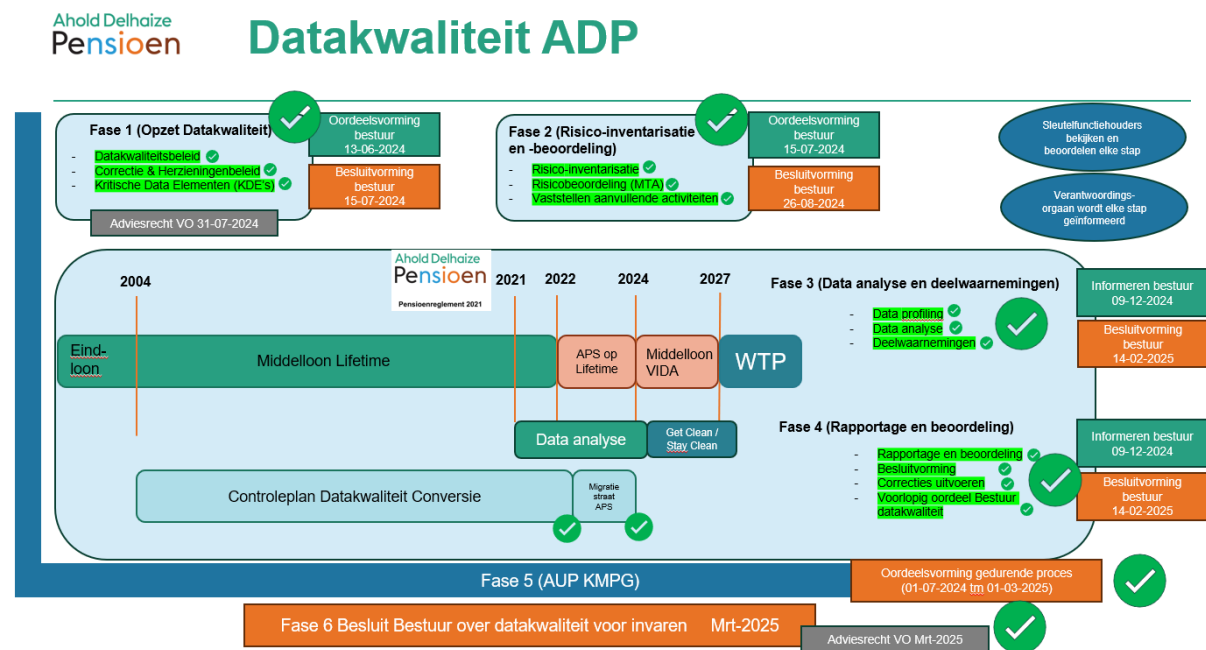 Ahold Delhaize
Pensioen
Datakwaliteit ADP
Fase 1 (Opzet Datakwaliteit)
- Datakwaliteitsbeleid
- Correctie & Herzieningenbeleid
- Kritische Data Elementen (KDE's)
Oordeelsvorming
bestuur
13-06-2024
Besluitvorming
bestuur
15-07-2024
Adviesrecht VO 31-07-2024
Fase 2 (Risico-inventarisatie
en -beoordeling)
- Risico-inventarisatie
- Risicobeoordeling (MTA)
- Vaststellen aanvullende activiteiten
Oordeelsvorming
bestuur
15-07-2024
Besluitvorming
bestuur
26-08-2024
Sleutelfunctiehouders
bekijken en
beoordelen elke stap
Verantwoordings-
orgaan wordt elke stap
geïnformeerd
Ahold Delhaize
Pensioen
Pensioenreglement 2021
2004
2021
2022
2024
2027
Eind-
loon
Middelloon Lifetime
APS op
Lifetime
Middelloon
VIDA
WTP
Data analyse
Get Clean /
Stay Clean
Controleplan Datakwaliteit Conversie
Migratie
straat
APS
Fase 3 (Data analyse en deelwaarnemingen)
- Data profiling
- Data analyse
- Deelwaarnemingen
Informeren bestuur
09-12-2024
Besluitvorming
bestuur
14-02-2025
Fase 4 (Rapportage en beoordeling)
- Rapportage en beoordeling
- Besluitvorming
- Correcties uitvoeren
- Voorlopig oordeel Bestuur
datakwaliteit
Informeren bestuur
09-12-2024
Besluitvorming
bestuur
14-02-2025
Fase 5 (AUP KMPG)
Oordeelsvorming gedurende proces
(01-07-2024 tm 01-03-2025)
Fase 6 Besluit Bestuur over datakwaliteit voor invaren Mrt-2025
Adviesrecht VO Mrt-2025